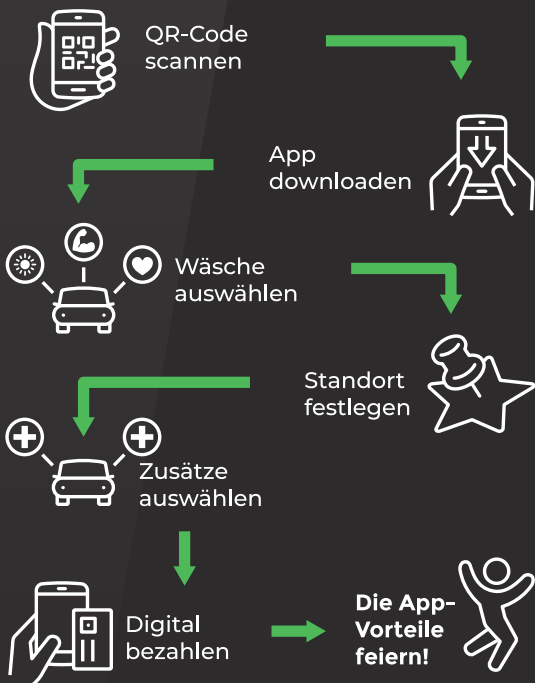 QR-Code
scannen
App
downloaden
Wäsche
auswählen
Standort
festlegen
Zusätze
auswählen
Digital
bezahlen
Die App-
Vorteile
feiern!